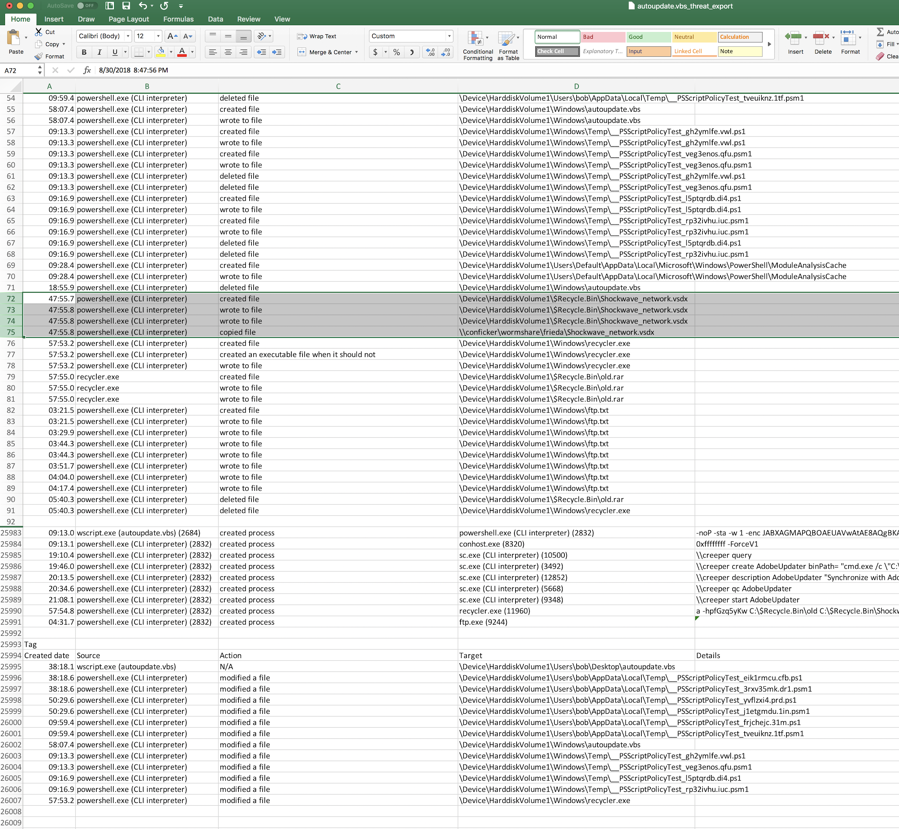 AutoSave OFF autoupdate.vbs_threat_export
Home Insert Draw Page Layout Formulas Data Review View
Paste Cut Copy Format Calibri (Body) 12 A A B I U A Wrap Text Merge & Center Custom $ % Conditional Formatting Format as Table Normal Bad Good Neutral Calculation Check Cell Explanatory T... Input Linked Cell Note Insert Delete Format Auto Fill Clea
A72 fx 8/30/2018 8:47:56 PM
A B C D
54 09:59.4 powershell.exe (CLI interpreter) deleted file \Device\HarddiskVolume1\Users\bob\AppData\Local\Temp\__PSScriptPolicyTest_tveuiknz.1tf.psm1
55 58:07.4 powershell.exe (CLI interpreter) created file \Device\HarddiskVolume1\Windows\autoupdate.vbs
56 58:07.4 powershell.exe (CLI interpreter) wrote to file \Device\HarddiskVolume1\Windows\autoupdate.vbs
57 09:13.3 powershell.exe (CLI interpreter) created file \Device\HarddiskVolume1\Windows\Temp\__PSScriptPolicyTest_gh2ymlfe.vwl.ps1
58 09:13.3 powershell.exe (CLI interpreter) wrote to file \Device\HarddiskVolume1\Windows\Temp\__PSScriptPolicyTest_gh2ymlfe.vwl.ps1
59 09:13.3 powershell.exe (CLI interpreter) created file \Device\HarddiskVolume1\Windows\Temp\__PSScriptPolicyTest_veg3enos.qfu.psm1
60 09:13.3 powershell.exe (CLI interpreter) wrote to file \Device\HarddiskVolume1\Windows\Temp\__PSScriptPolicyTest_veg3enos.qfu.psm1
61 09:13.3 powershell.exe (CLI interpreter) deleted file \Device\HarddiskVolume1\Windows\Temp\__PSScriptPolicyTest_gh2ymlfe.vwl.ps1
62 09:13.3 powershell.exe (CLI interpreter) deleted file \Device\HarddiskVolume1\Windows\Temp\__PSScriptPolicyTest_veg3enos.qfu.psm1
63 09:16.9 powershell.exe (CLI interpreter) created file \Device\HarddiskVolume1\Windows\Temp\__PSScriptPolicyTest_l5ptqrdb.di4.ps1
64 09:16.9 powershell.exe (CLI interpreter) wrote to file \Device\HarddiskVolume1\Windows\Temp\__PSScriptPolicyTest_l5ptqrdb.di4.ps1
65 09:16.9 powershell.exe (CLI interpreter) created file \Device\HarddiskVolume1\Windows\Temp\__PSScriptPolicyTest_rp32ivhu.iuc.psm1
66 09:16.9 powershell.exe (CLI interpreter) wrote to file \Device\HarddiskVolume1\Windows\Temp\__PSScriptPolicyTest_rp32ivhu.iuc.psm1
67 09:16.9 powershell.exe (CLI interpreter) deleted file \Device\HarddiskVolume1\Windows\Temp\__PSScriptPolicyTest_l5ptqrdb.di4.ps1
68 09:16.9 powershell.exe (CLI interpreter) deleted file \Device\HarddiskVolume1\Windows\Temp\__PSScriptPolicyTest_rp32ivhu.iuc.psm1
69 09:28.4 powershell.exe (CLI interpreter) created file \Device\HarddiskVolume1\Users\Default\AppData\Local\Microsoft\Windows\PowerShell\ModuleAnalysisCache
70 09:28.4 powershell.exe (CLI interpreter) wrote to file \Device\HarddiskVolume1\Users\Default\AppData\Local\Microsoft\Windows\PowerShell\ModuleAnalysisCache
71 18:55.9 powershell.exe (CLI interpreter) deleted file \Device\HarddiskVolume1\Windows\autoupdate.vbs
72 47:55.7 powershell.exe (CLI interpreter) created file \Device\HarddiskVolume1\$Recycle.Bin\Shockwave_network.vsdx
73 47:55.8 powershell.exe (CLI interpreter) wrote to file \Device\HarddiskVolume1\$Recycle.Bin\Shockwave_network.vsdx
74 47:55.8 powershell.exe (CLI interpreter) wrote to file \Device\HarddiskVolume1\$Recycle.Bin\Shockwave_network.vsdx
75 47:55.8 powershell.exe (CLI interpreter) copied file \\conficker\wormshare\frieda\Shockwave_network.vsdx
76 57:53.2 powershell.exe (CLI interpreter) created file \Device\HarddiskVolume1\Windows\recycler.exe
77 57:53.2 powershell.exe (CLI interpreter) created an executable file when it should not \Device\HarddiskVolume1\Windows\recycler.exe
78 57:53.2 powershell.exe (CLI interpreter) wrote to file \Device\HarddiskVolume1\Windows\recycler.exe
79 57:55.0 recycler.exe created file \Device\HarddiskVolume1\$Recycle.Bin\old.rar
80 57:55.0 recycler.exe wrote to file \Device\HarddiskVolume1\$Recycle.Bin\old.rar
81 57:55.0 recycler.exe wrote to file \Device\HarddiskVolume1\$Recycle.Bin\old.rar
82 03:21.5 powershell.exe (CLI interpreter) created file \Device\HarddiskVolume1\Windows\ftp.txt
83 03:21.5 powershell.exe (CLI interpreter) wrote to file \Device\HarddiskVolume1\Windows\ftp.txt
84 03:29.9 powershell.exe (CLI interpreter) wrote to file \Device\HarddiskVolume1\Windows\ftp.txt
85 03:44.3 powershell.exe (CLI interpreter) wrote to file \Device\HarddiskVolume1\Windows\ftp.txt
86 03:44.3 powershell.exe (CLI interpreter) wrote to file \Device\HarddiskVolume1\Windows\ftp.txt
87 03:51.7 powershell.exe (CLI interpreter) wrote to file \Device\HarddiskVolume1\Windows\ftp.txt
88 04:04.0 powershell.exe (CLI interpreter) wrote to file \Device\HarddiskVolume1\Windows\ftp.txt
89 04:17.4 powershell.exe (CLI interpreter) wrote to file \Device\HarddiskVolume1\Windows\ftp.txt
90 05:40.3 powershell.exe (CLI interpreter) deleted file \Device\HarddiskVolume1\$Recycle.Bin\old.rar
91 05:40.3 powershell.exe (CLI interpreter) deleted file \Device\HarddiskVolume1\Windows\recycler.exe
92
25983 09:13.0 wscript.exe (autoupdate.vbs) (2684) created process powershell.exe (CLI interpreter) (2832) -noP -sta -w 1 -enc JABXAGMAPQBOAEUAVwAtAE8AQgBKA
25984 09:13.1 powershell.exe (CLI interpreter) (2832) created process conhost.exe (8320) 0xffffffff -ForceV1
25985 19:10.4 powershell.exe (CLI interpreter) (2832) created process sc.exe (CLI interpreter) (10500) \\creeper query
25986 19:46.0 powershell.exe (CLI interpreter) (2832) created process sc.exe (CLI interpreter) (3492) \\creeper create AdobeUpdater binPath= "cmd.exe /c \"C:
25987 20:13.5 powershell.exe (CLI interpreter) (2832) created process sc.exe (CLI interpreter) (12852) \\creeper description AdobeUpdater "Synchronize with Ado
25988 20:34.6 powershell.exe (CLI interpreter) (2832) created process sc.exe (CLI interpreter) (5668) \\creeper qc AdobeUpdater
25989 21:08.1 powershell.exe (CLI interpreter) (2832) created process sc.exe (CLI interpreter) (9348) \\creeper start AdobeUpdater
25990 57:54.8 powershell.exe (CLI interpreter) (2832) created process recycler.exe (11960) a -hpfGzq5yKw C:\$Recycle.Bin\old C:\$Recycle.Bin\Shockw
25991 04:31.7 powershell.exe (CLI interpreter) (2832) created process ftp.exe (9244)
25992
25993 Tag
25994 Created date Source Action Target Details
25995 38:18.1 wscript.exe (autoupdate.vbs) N/A \Device\HarddiskVolume1\Users\bob\Desktop\autoupdate.vbs
25996 38:18.6 powershell.exe (CLI interpreter) modified a file \Device\HarddiskVolume1\Users\bob\AppData\Local\Temp\__PSScriptPolicyTest_eik1rmcu.cfb.ps1
25997 38:18.6 powershell.exe (CLI interpreter) modified a file \Device\HarddiskVolume1\Users\bob\AppData\Local\Temp\__PSScriptPolicyTest_3rxv35mk.dr1.psm1
25998 50:29.6 powershell.exe (CLI interpreter) modified a file \Device\HarddiskVolume1\Users\bob\AppData\Local\Temp\__PSScriptPolicyTest_yvflzxi4.prd.ps1
25999 50:29.6 powershell.exe (CLI interpreter) modified a file \Device\HarddiskVolume1\Users\bob\AppData\Local\Temp\__PSScriptPolicyTest_j1etgmdu.1in.psm1
26000 09:59.4 powershell.exe (CLI interpreter) modified a file \Device\HarddiskVolume1\Users\bob\AppData\Local\Temp\__PSScriptPolicyTest_frjchejc.31m.ps1
26001 09:59.4 powershell.exe (CLI interpreter) modified a file \Device\HarddiskVolume1\Users\bob\AppData\Local\Temp\__PSScriptPolicyTest_tveuiknz.1tf.psm1
26002 58:07.4 powershell.exe (CLI interpreter) modified a file \Device\HarddiskVolume1\Windows\autoupdate.vbs
26003 09:13.3 powershell.exe (CLI interpreter) modified a file \Device\HarddiskVolume1\Windows\Temp\__PSScriptPolicyTest_gh2ymlfe.vwl.ps1
26004 09:13.3 powershell.exe (CLI interpreter) modified a file \Device\HarddiskVolume1\Windows\Temp\__PSScriptPolicyTest_veg3enos.qfu.psm1
26005 09:16.9 powershell.exe (CLI interpreter) modified a file \Device\HarddiskVolume1\Windows\Temp\__PSScriptPolicyTest_l5ptqrdb.di4.ps1
26006 09:16.9 powershell.exe (CLI interpreter) modified a file \Device\HarddiskVolume1\Windows\Temp\__PSScriptPolicyTest_rp32ivhu.iuc.psm1
26007 57:53.2 powershell.exe (CLI interpreter) modified a file \Device\HarddiskVolume1\Windows\recycler.exe
26008
26009